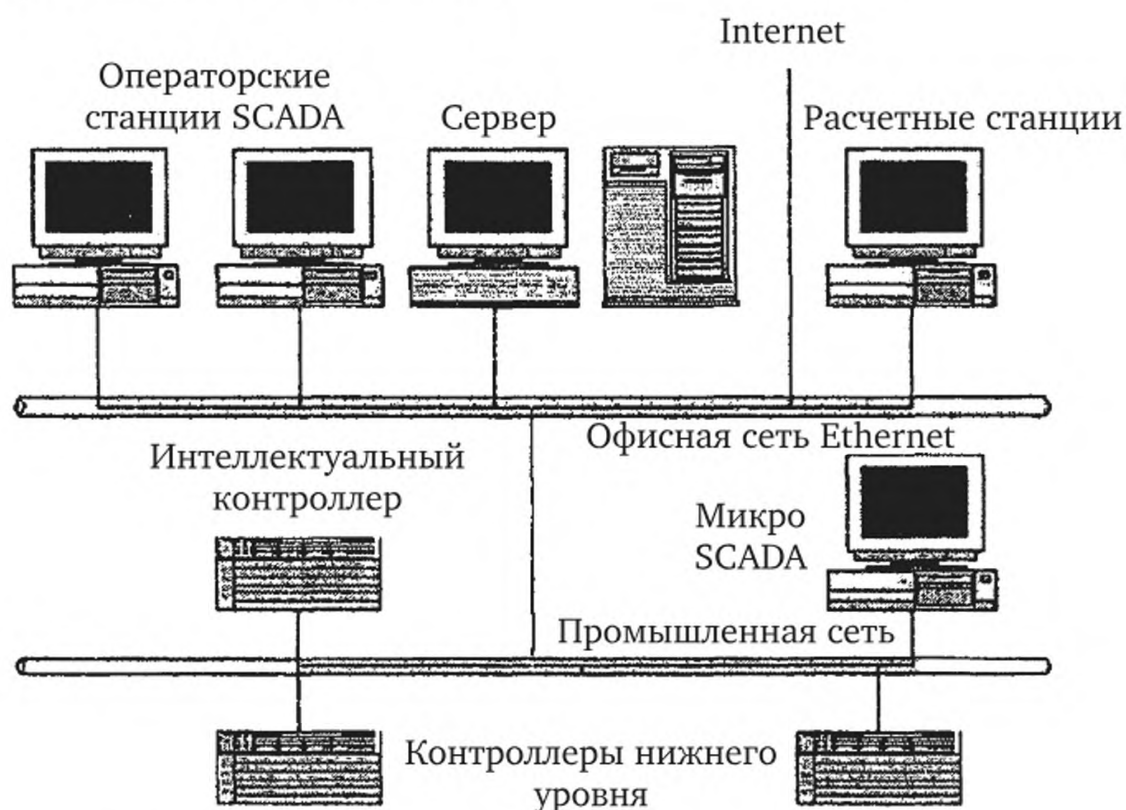 Internet
Операторские
станции SCADA
Сервер
Расчетные станции
Офисная сеть Ethernet
Интеллектуальный
контроллер
Микро
SCADA
Промышленная сеть
Контроллеры нижнего
уровня